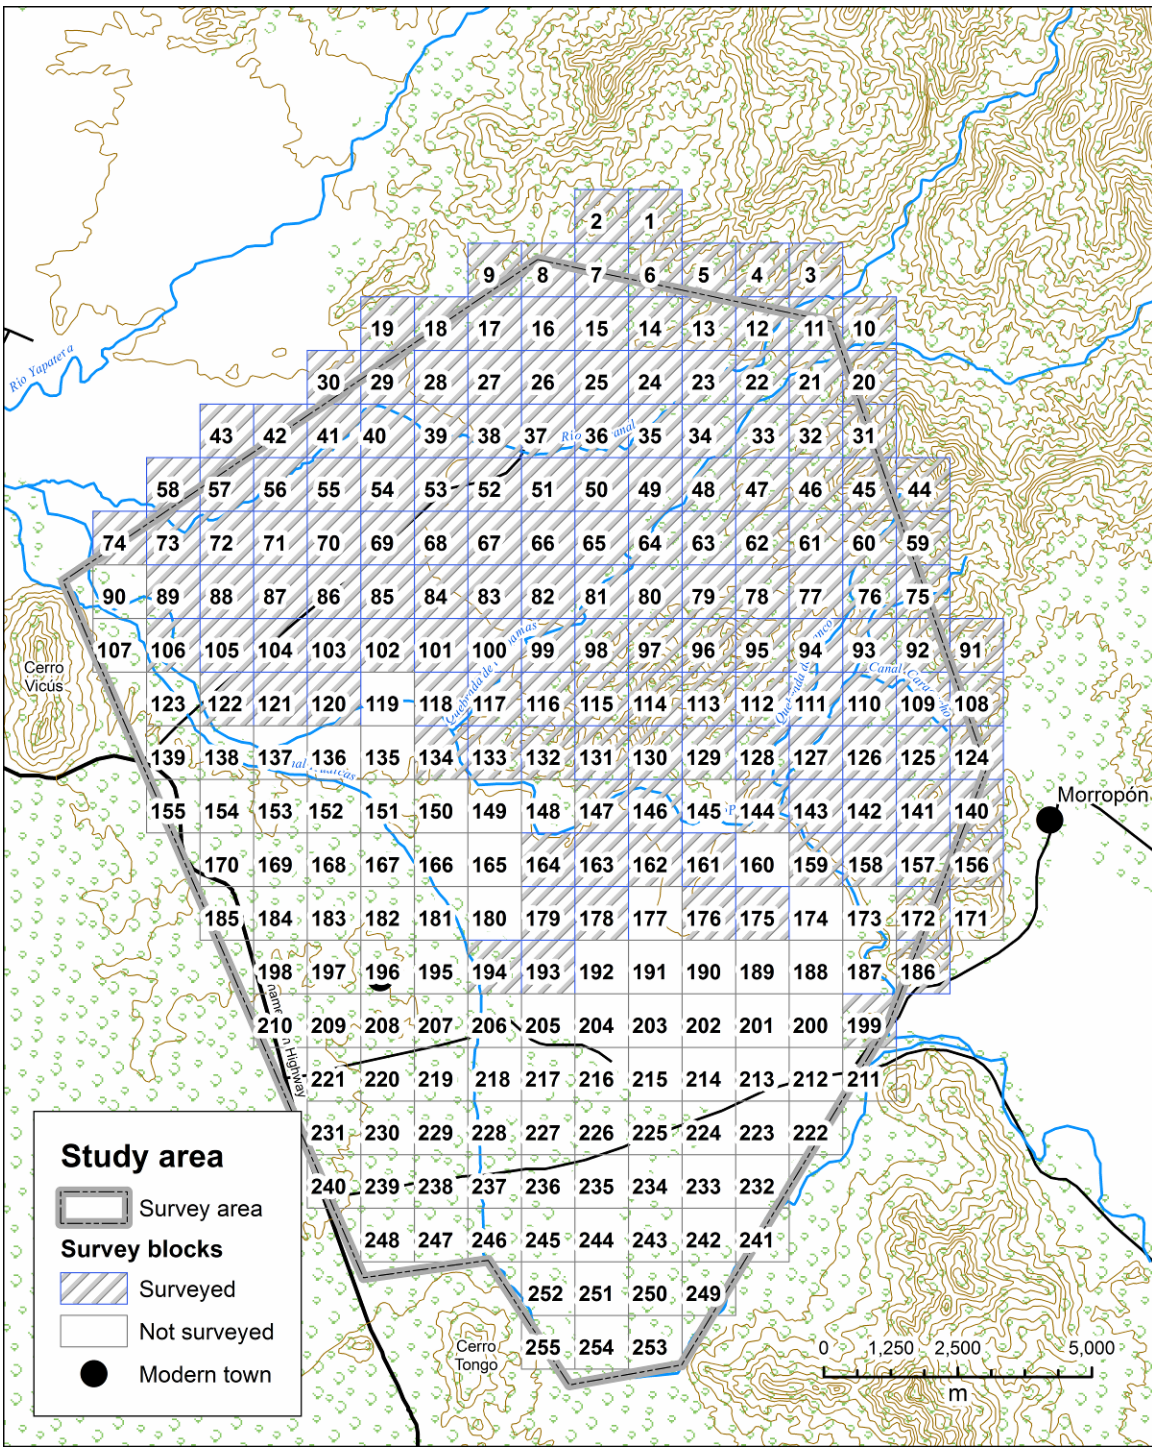 2 1
9 8 7 6 5 4 3
19 18 17 16 15 14 13 12 11 10
30 29 28 27 26 25 24 23 22 21 20
Rio Yapatera
43 42 41 40 39 38 37 36 35 34 33 32 31
58 57 56 55 54 53 52 51 50 49 48 47 46 45 44
74 73 72 71 70 69 68 67 66 65 64 63 62 61 60 59
90 89 88 87 86 85 84 83 82 81 80 79 78 77 76 75
107 106 105 104 103 102 101 100 99 98 97 96 95 94 93 92 91
Cerro
Vicús
123 122 121 120 119 118 117 116 115 114 113 112 111 110 109 108
139 138 137 136 135 134 133 132 131 130 129 128 127 126 125 124
Morropón
155 154 153 152 151 150 149 148 147 146 145 144 143 142 141 140
170 169 168 167 166 165 164 163 162 161 160 159 158 157 156
185 184 183 182 181 180 179 178 177 176 175 174 173 172 171
198 197 196 195 194 193 192 191 190 189 188 187 186
210 209 208 207 206 205 204 203 202 201 200 199
Highway
221 220 219 218 217 216 215 214 213 212 211
231 230 229 228 227 226 225 224 223 222
240 239 238 237 236 235 234 233 232
248 247 246 245 244 243 242 241
252 251 250 249
255 254 253
Cerro
Tongo
Study area
Survey area
Survey blocks
Surveyed
Not surveyed
Modern town
0 1,250 2,500 5,000
m